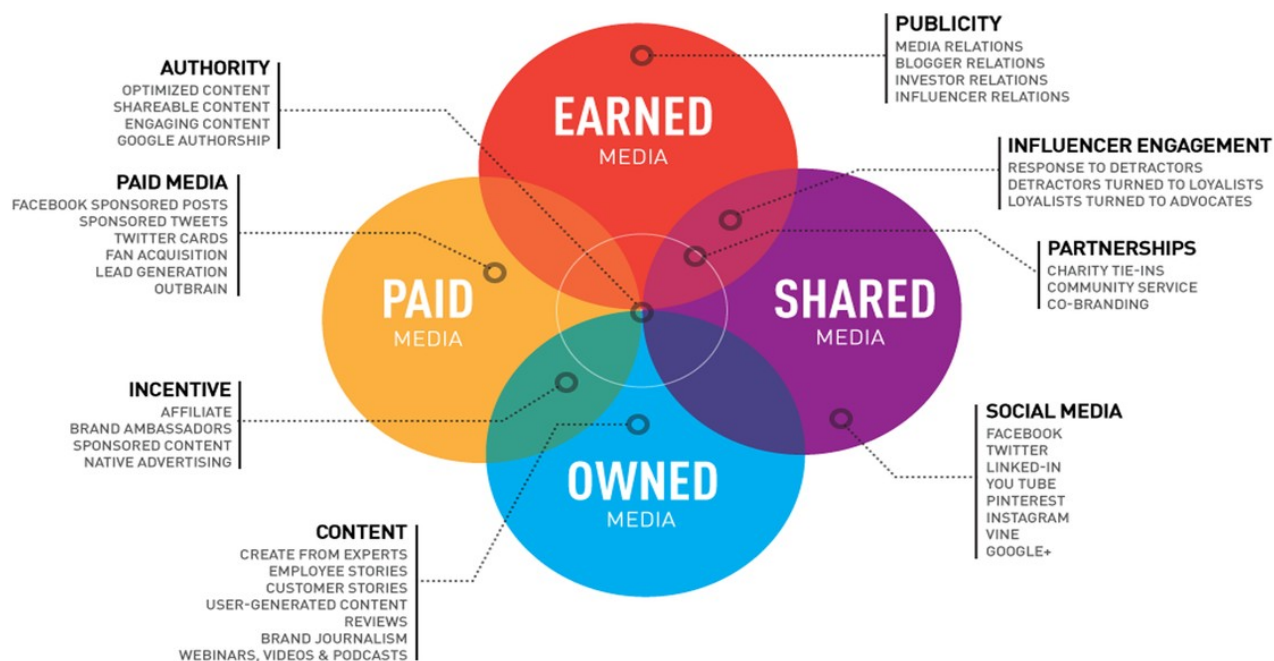 AUTHORITY
OPTIMIZED CONTENT
SHAREABLE CONTENT
ENGAGING CONTENT
GOOGLE AUTHORSHIP
PAID MEDIA
FACEBOOK SPONSORED POSTS
SPONSORED TWEETS
TWITTER CARDS
FAN ACQUISITION
LEAD GENERATION
OUTBRAIN
INCENTIVE
AFFILIATE
BRAND AMBASSADORS
SPONSORED CONTENT
NATIVE ADVERTISING
CONTENT
CREATE FROM EXPERTS
EMPLOYEE STORIES
CUSTOMER STORIES
USER-GENERATED CONTENT
REVIEWS
BRAND JOURNALISM
WEBINARS, VIDEOS & PODCASTS
EARNED
MEDIA
PAID
MEDIA
SHARED
MEDIA
OWNED
MEDIA
PUBLICITY
MEDIA RELATIONS
BLOGGER RELATIONS
INVESTOR RELATIONS
INFLUENCER RELATIONS
INFLUENCER ENGAGEMENT
RESPONSE TO DETRACTORS
DETRACTORS TURNED TO LOYALISTS
LOYALISTS TURNED TO ADVOCATES
PARTNERSHIPS
CHARITY TIE-INS
COMMUNITY SERVICE
CO-BRANDING
SOCIAL MEDIA
FACEBOOK
TWITTER
LINKED-IN
YOU TUBE
PINTEREST
INSTAGRAM
VINE
GOOGLE+